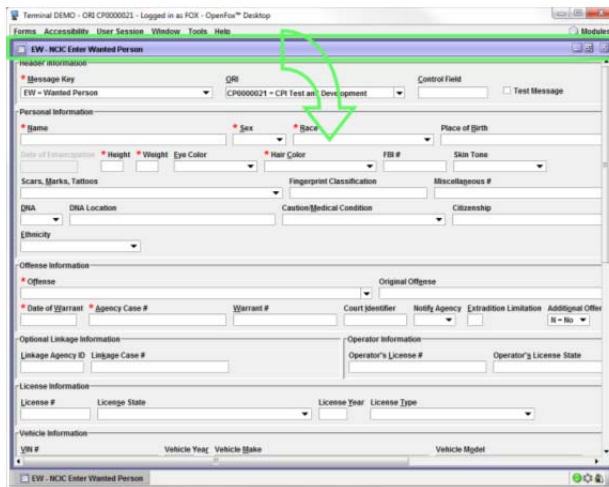 Terminal DEMO - ORI CP0000021 - Logged in as FOX - OpenFox™ Desktop
Forms Accessibility User Session Window Tools Help Modules
EW - NCIC Enter Wanted Person
Header Information
* Message Key ORI Control Field
EW = Wanted Person CP0000021 = CPI Test and Development Test Message
Personal Information
* Name * Sex * Race Place of Birth
Date of Emancipation * Height * Weight Eye Color * Hair Color FBI # Skin Tone
Scars, Marks, Tattoos Fingerprint Classification Miscellaneous #
DNA DNA Location Caution/Medical Condition Citizenship
Ethnicity
Offense Information
* Offense Original Offense
* Date of Warrant * Agency Case # Warrant # Court Identifier Notify Agency Extradition Limitation Additional Offen
N = No
Optional Linkage Information Operator Information
Linkage Agency ID Linkage Case # Operator's License # Operator's License State
License Information
License # License State License Year License Type
Vehicle Information
VIN # Vehicle Year Vehicle Make Vehicle Model
EW - NCIC Enter Wanted Person